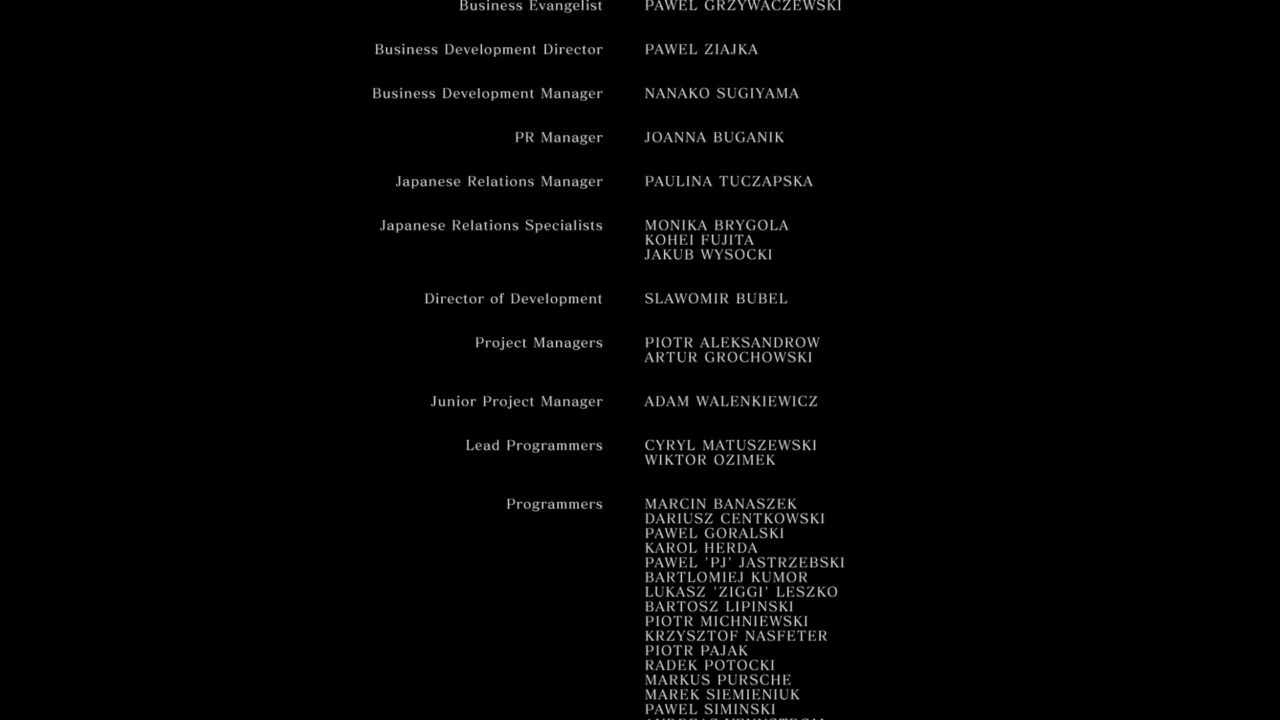 Business Evangelist PAWEL GRZYWACZEWSKI
Business Development Director PAWEL ZIAJKA
Business Development Manager NANAKO SUGIYAMA
PR Manager JOANNA BUGANIK
Japanese Relations Manager PAULINA TUCZAPSKA
Japanese Relations Specialists MONIKA BRYGOLA
KOHEI FUJITA
JAKUB WYSOCKI
Director of Development SLAWOMIR BUBEL
Project Managers PIOTR ALEKSANDROW
ARTUR GROCHOWSKI
Junior Project Manager ADAM WALENKIEWICZ
Lead Programmers CYRYL MATUSZEWSKI
WIKTOR OZIMEK
Programmers MARCIN BANASZEK
DARIUSZ CENTKOWSKI
PAWEL GORALSKI
KAROL HERDA
PAWEL 'PJ' JASTRZEBSKI
BARTLOMIEJ KUMOR
LUKASZ 'ZIGGI' LESZKO
BARTOSZ LIPINSKI
PIOTR MICHNIEWSKI
KRZYSZTOF NASFETER
PIOTR PAJAK
RADEK POTOCKI
MARKUS PURSCHE
MAREK SIEMIENIUK
PAWEL SIMINSKI